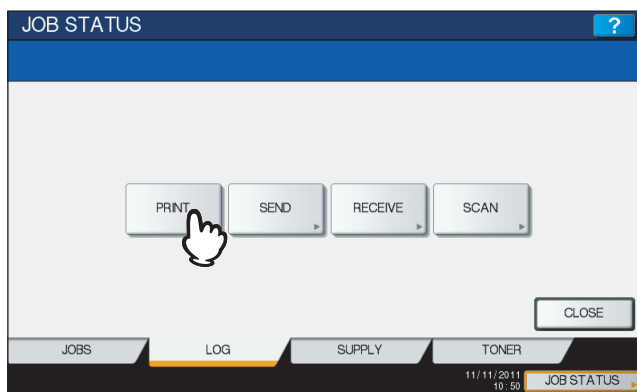 JOB STATUS ?
PRINT SEND RECEIVE SCAN
CLOSE
JOBS LOG SUPPLY TONER
11/11/2011
10:50 JOB STATUS